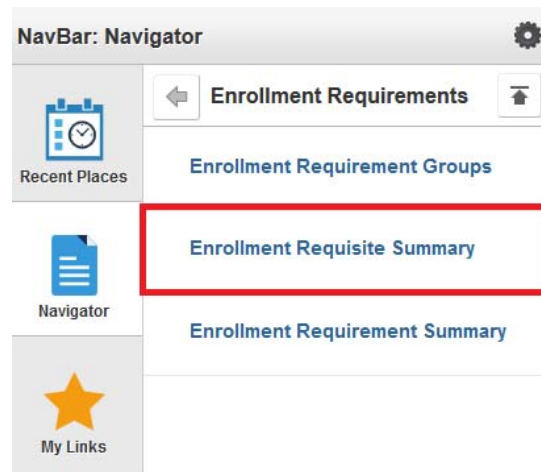 NavBar: Navigator
Enrollment Requirements
Recent Places
Enrollment Requirement Groups
Enrollment Requisite Summary
Navigator
Enrollment Requirement Summary
My Links